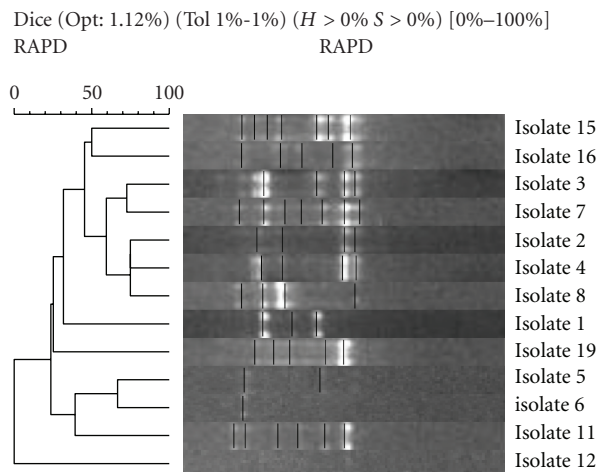 Dice (Opt: 1.12%) (Tol 1%-1%) (H > 0% S > 0%) [0%–100%]
RAPD RAPD
0 50 100
Isolate 15
Isolate 16
Isolate 3
Isolate 7
Isolate 2
Isolate 4
Isolate 8
Isolate 1
Isolate 19
Isolate 5
isolate 6
Isolate 11
Isolate 12